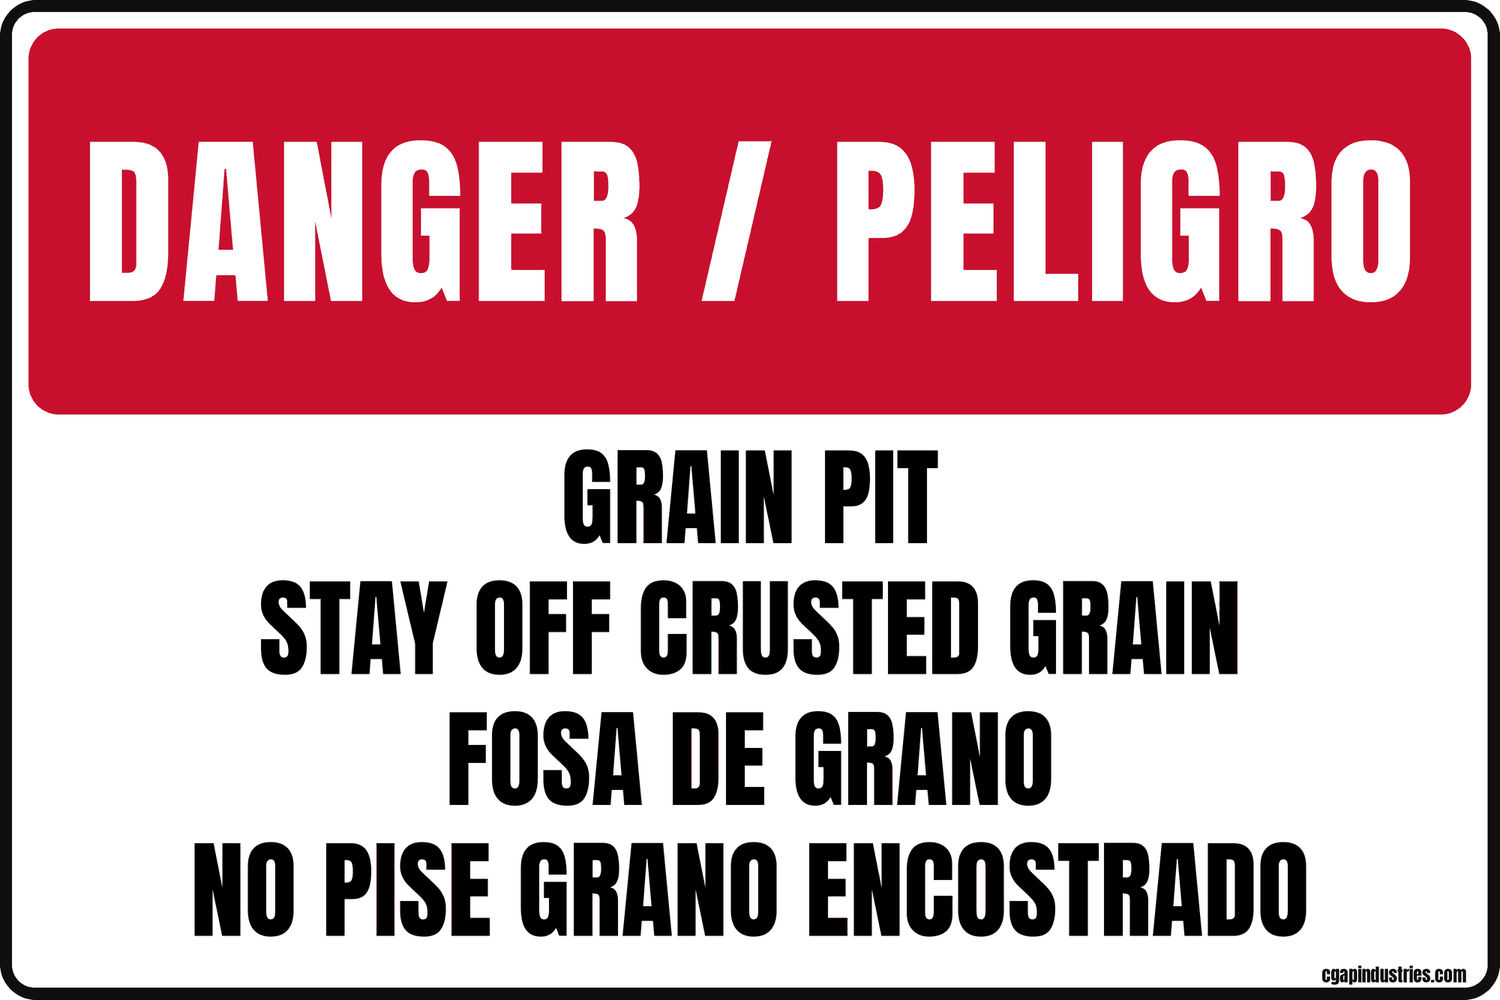 DANGER / PELIGRO
GRAIN PIT
STAY OFF CRUSTED GRAIN
FOSA DE GRANO
NO PISE GRANO ENCOSTRADO
cgapindustries.com